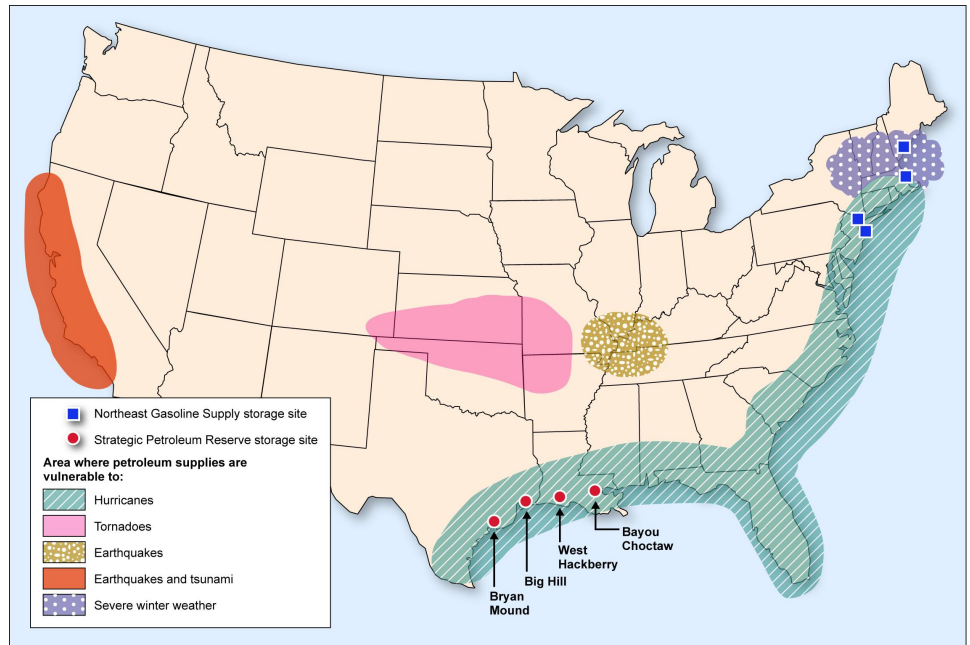 Bryan
Mound
Big Hill
West
Hackberry
Bayou
Choctaw
Northeast Gasoline Supply storage site
Strategic Petroleum Reserve storage site
Area where petroleum supplies are
vulnerable to:
Hurricanes
Tornadoes
Earthquakes
Earthquakes and tsunami
Severe winter weather